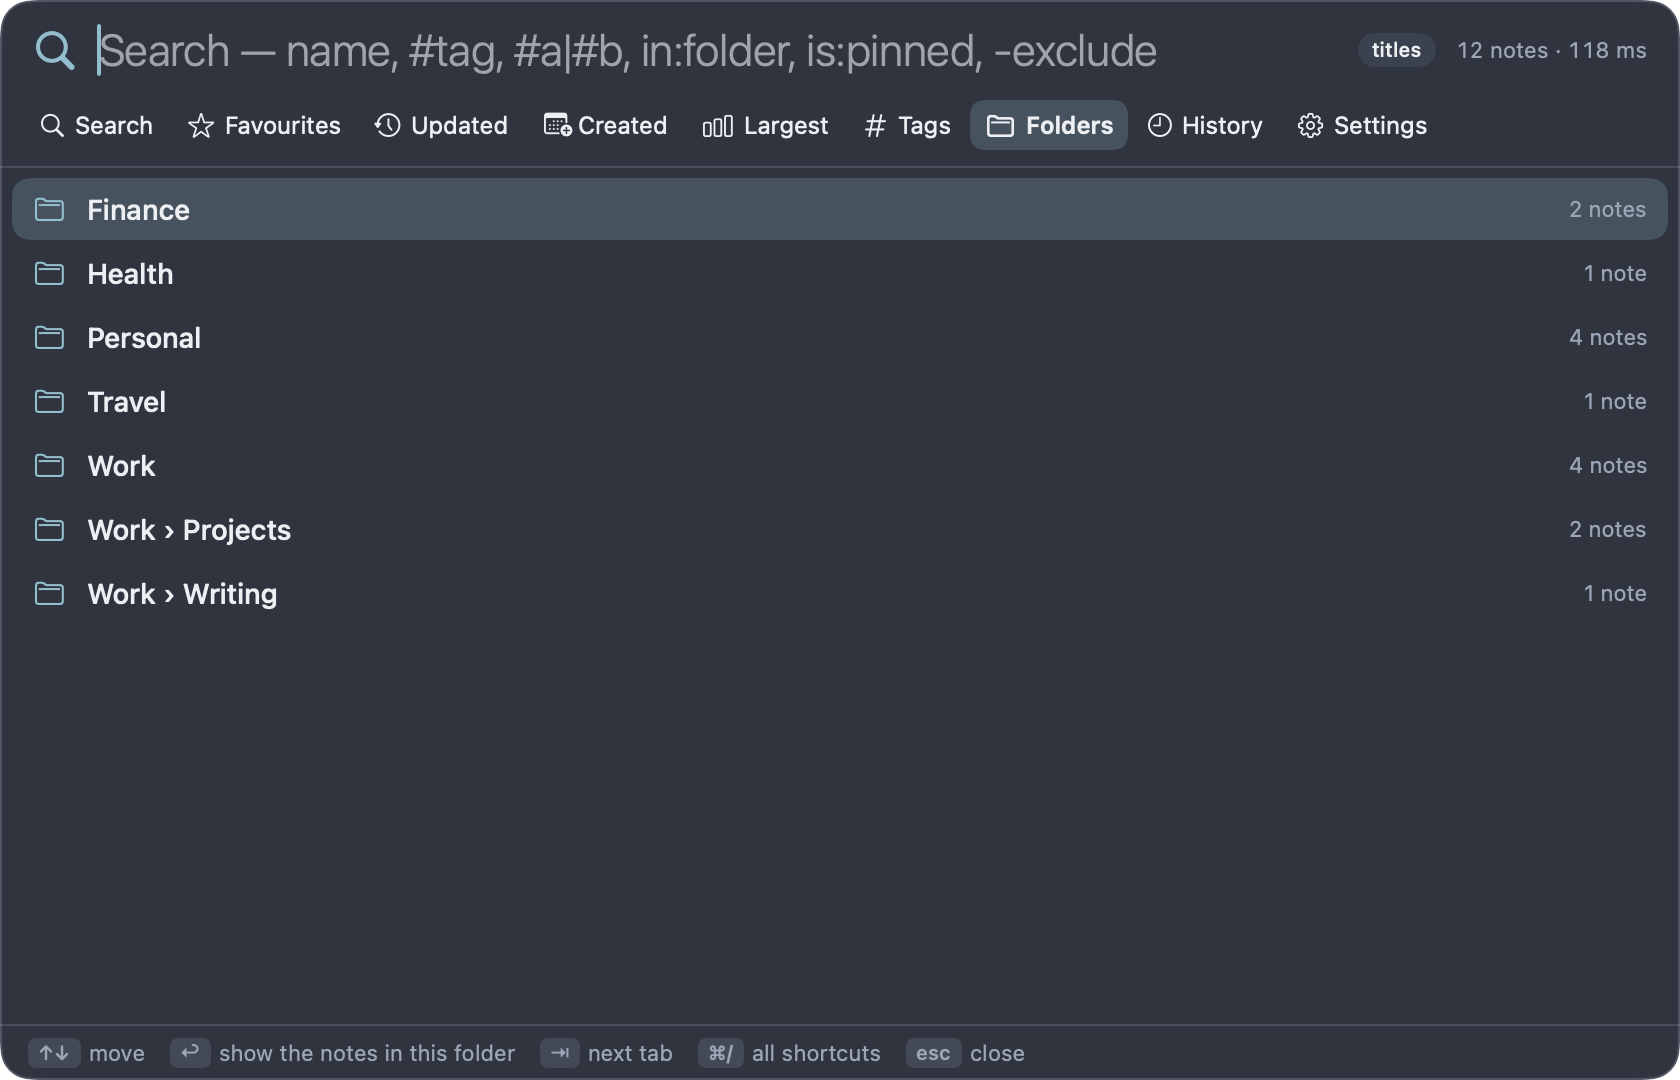 Search — name, #tag, #a|#b, in:folder, is:pinned, -exclude titles 12 notes · 118 ms
Search Favourites Updated Created Largest # Tags Folders History Settings
Finance 2 notes
Health 1 note
Personal 4 notes
Travel 1 note
Work 4 notes
Work › Projects 2 notes
Work › Writing 1 note
↑↓ move ↩ show the notes in this folder ⇥ next tab ⌘/ all shortcuts esc close